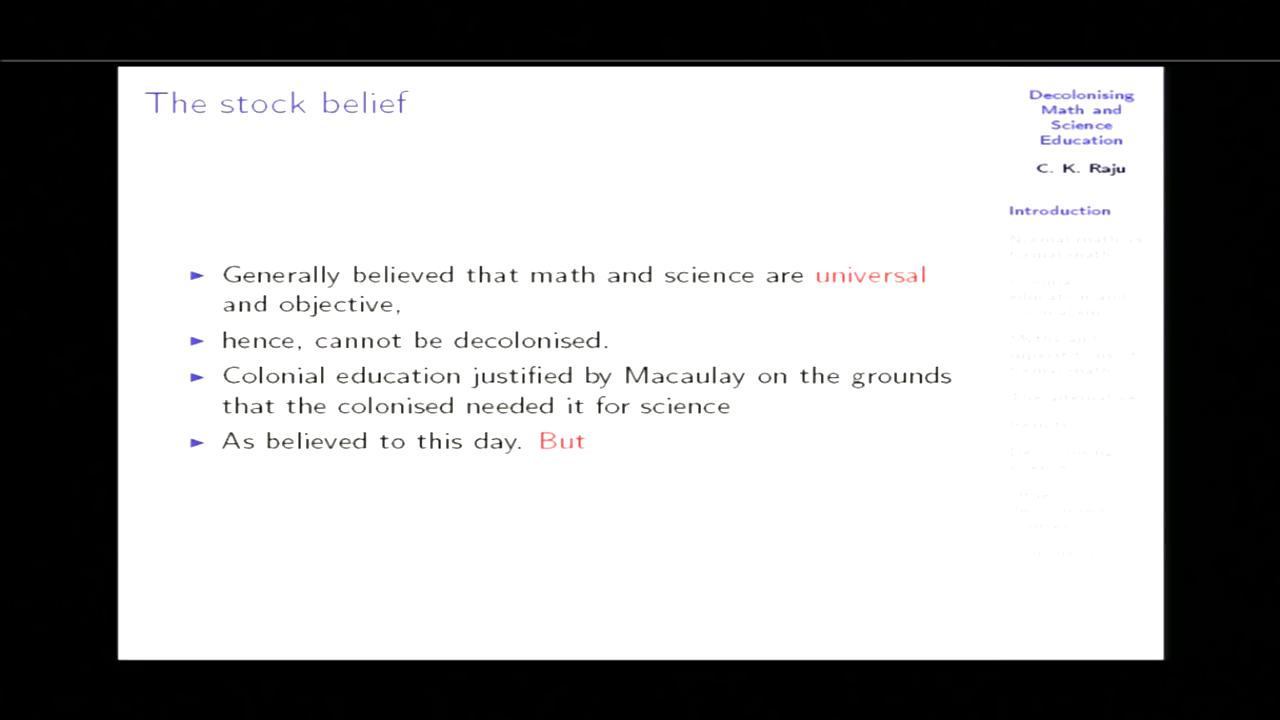 The stock belief
Generally believed that math and science are universal
and objective,
hence, cannot be decolonised.
Colonial education justified by Macaulay on the grounds
that the colonised needed it for science
As believed to this day. But
Decolonising
Math and
Science
Education
C. K. Raju
Introduction